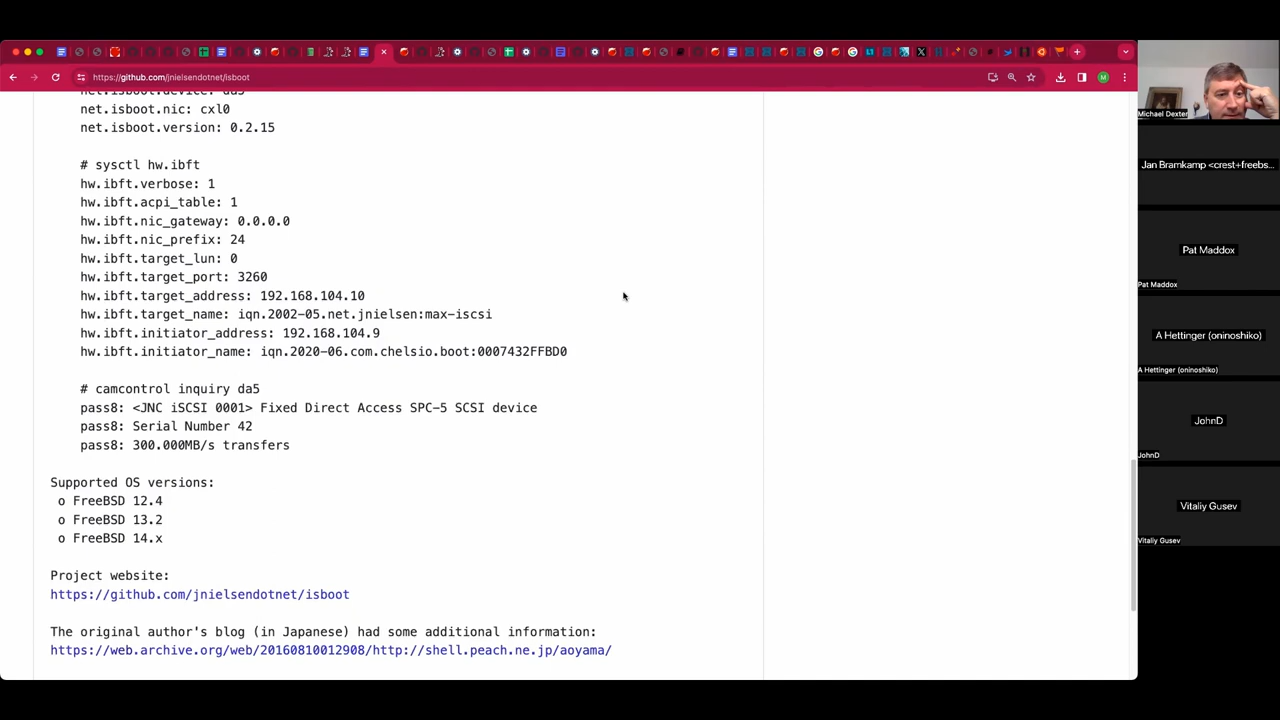 https://github.com/jnielsendotnet/isboot
net.isboot.device: da5
net.isboot.nic: cxl0
net.isboot.version: 0.2.15
# sysctl hw.ibft
hw.ibft.verbose: 1
hw.ibft.acpi_table: 1
hw.ibft.nic_gateway: 0.0.0.0
hw.ibft.nic_prefix: 24
hw.ibft.target_lun: 0
hw.ibft.target_port: 3260
hw.ibft.target_address: 192.168.104.10
hw.ibft.target_name: iqn.2002-05.net.jnielsen:max-iscsi
hw.ibft.initiator_address: 192.168.104.9
hw.ibft.initiator_name: iqn.2020-06.com.chelsio.boot:0007432FFBD0
# camcontrol inquiry da5
pass8: <JNC iSCSI 0001> Fixed Direct Access SPC-5 SCSI device
pass8: Serial Number 42
pass8: 300.000MB/s transfers
Supported OS versions:
o FreeBSD 12.4
o FreeBSD 13.2
o FreeBSD 14.x
Project website:
https://github.com/jnielsendotnet/isboot
The original author's blog (in Japanese) had some additional information:
https://web.archive.org/web/20160810012908/http://shell.peach.ne.jp/aoyama/
M
Michael Dexter
Jan Bramkamp <crest+freebs...
Pat Maddox
Pat Maddox
A Hettinger (oninoshiko)
A Hettinger (oninoshiko)
JohnD
JohnD
Vitaliy Gusev
Vitaliy Gusev